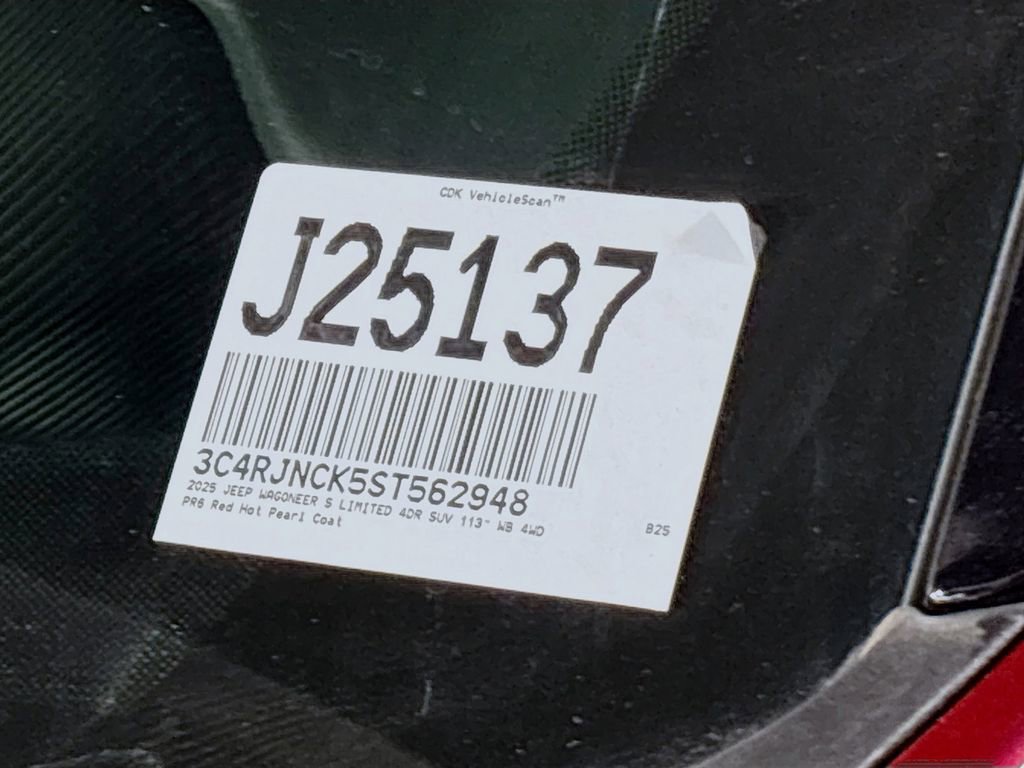 CDK VehicleScan™
J25137
3C4RJNCK5ST562948
2025 JEEP WAGONEER S LIMITED 4DR SUV 113" WB 4WD
PR6 Red Hot Pearl Coat
B25